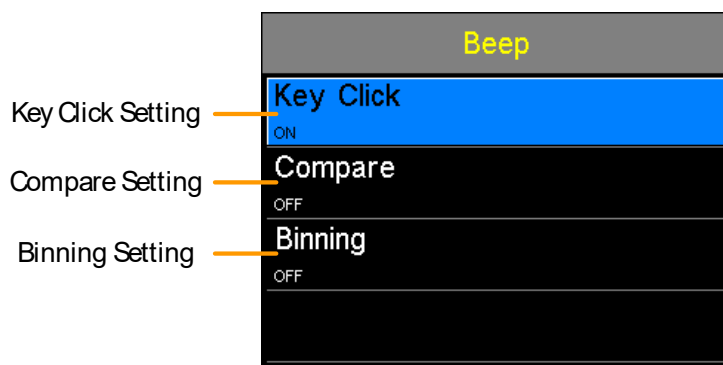 Beep
Key Click Setting
Key Click
ON
Compare Setting
Compare
OFF
Binning Setting
Binning
OFF